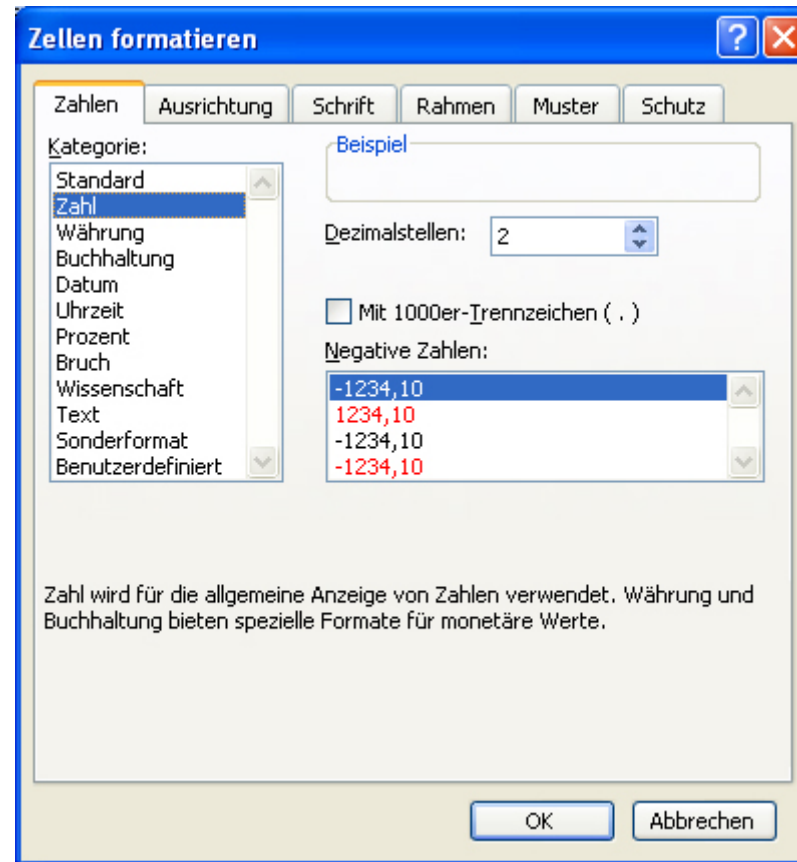 Zellen formatieren
Zahlen Ausrichtung Schrift Rahmen Muster Schutz
Kategorie:
Standard
Zahl
Währung
Buchhaltung
Datum
Uhrzeit
Prozent
Bruch
Wissenschaft
Text
Sonderformat
Benutzerdefiniert
Beispiel
Dezimalstellen: 2
Mit 1000er-Trennzeichen ( . )
Negative Zahlen:
-1234,10
1234,10
-1234,10
-1234,10
Zahl wird für die allgemeine Anzeige von Zahlen verwendet. Währung und
Buchhaltung bieten spezielle Formate für monetäre Werte.
OK Abbrechen